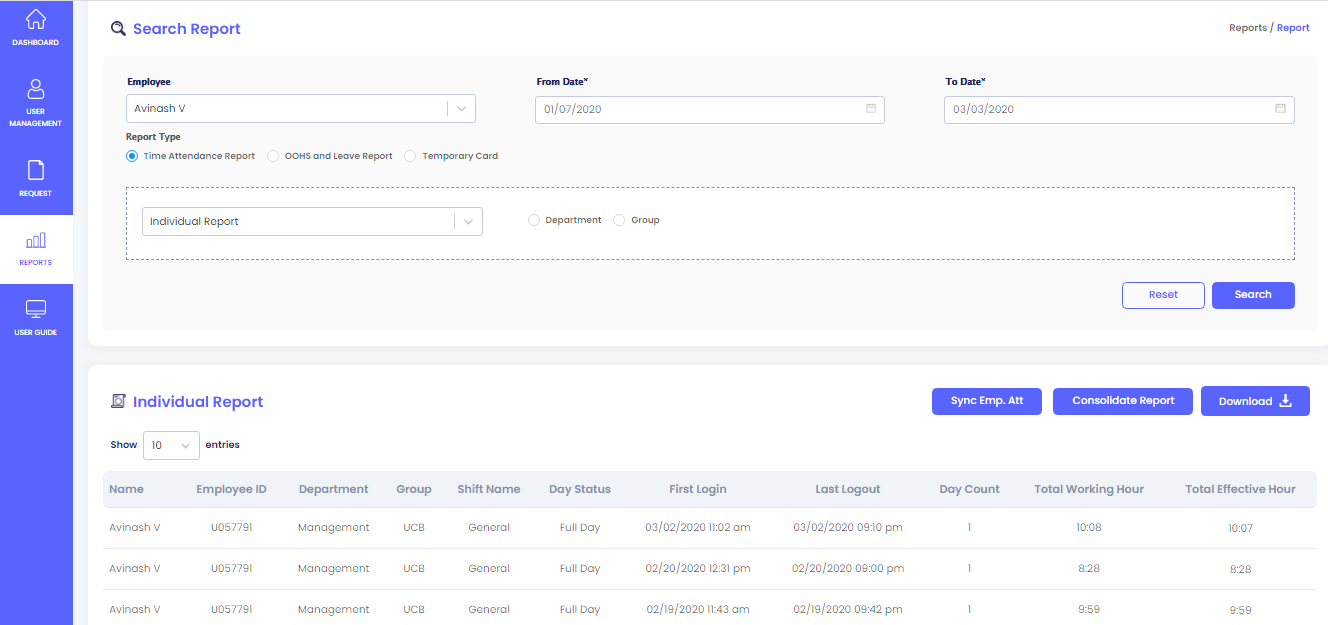 DASHBOARD
USER
MANAGEMENT
REQUEST
REPORTS
USER GUIDE
Search Report
Reports / Report
Employee
From Date*
To Date*
Avinash V
01/07/2020
03/03/2020
Report Type
Time Attendance Report
OOHS and Leave Report
Temporary Card
Individual Report
Department
Group
Reset
Search
Individual Report
Sync Emp. Att
Consolidate Report
Download
Show 10 entries
Name Employee ID Department Group Shift Name Day Status First Login Last Logout Day Count Total Working Hour Total Effective Hour
Avinash V U057791 Management UCB General Full Day 03/02/2020 11:02 am 03/02/2020 09:10 pm 1 10:08 10:07
Avinash V U057791 Management UCB General Full Day 02/20/2020 12:31 pm 02/20/2020 09:00 pm 1 8:28 8:28
Avinash V U057791 Management UCB General Full Day 02/19/2020 11:43 am 02/19/2020 09:42 pm 1 9:59 9:59